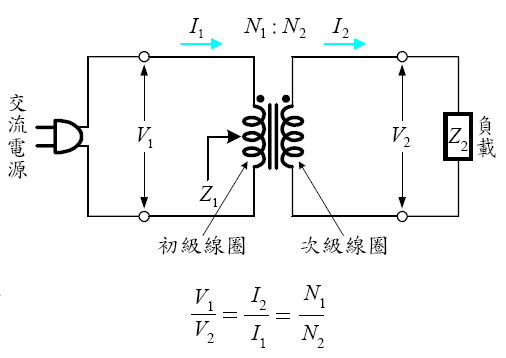 I₁ N₁ : N₂ I₂
交流電源
V₁
Z₁
V₂
Z₂
負載
初級線圈
次級線圈
V₁/V₂ = I₂/I₁ = N₁/N₂